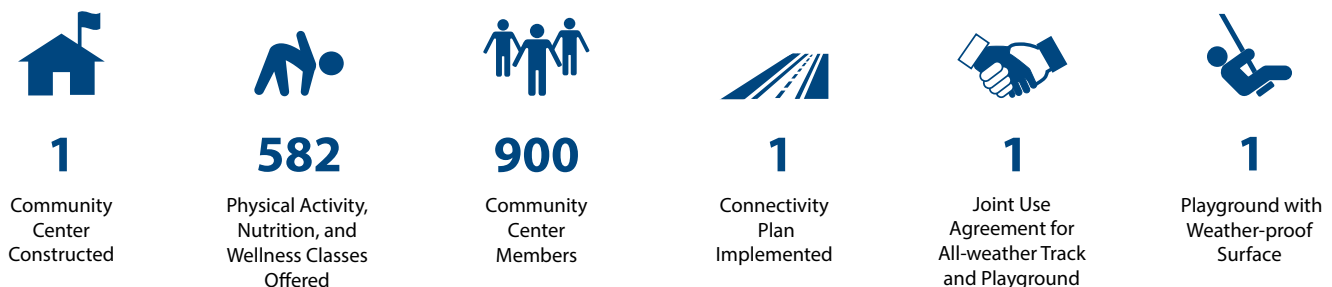 1
Community
Center
Constructed
582
Physical Activity,
Nutrition, and
Wellness Classes
Offered
900
Community
Center
Members
1
Connectivity
Plan
Implemented
1
Joint Use
Agreement for
All-weather Track
and Playground
1
Playground with
Weather-proof
Surface